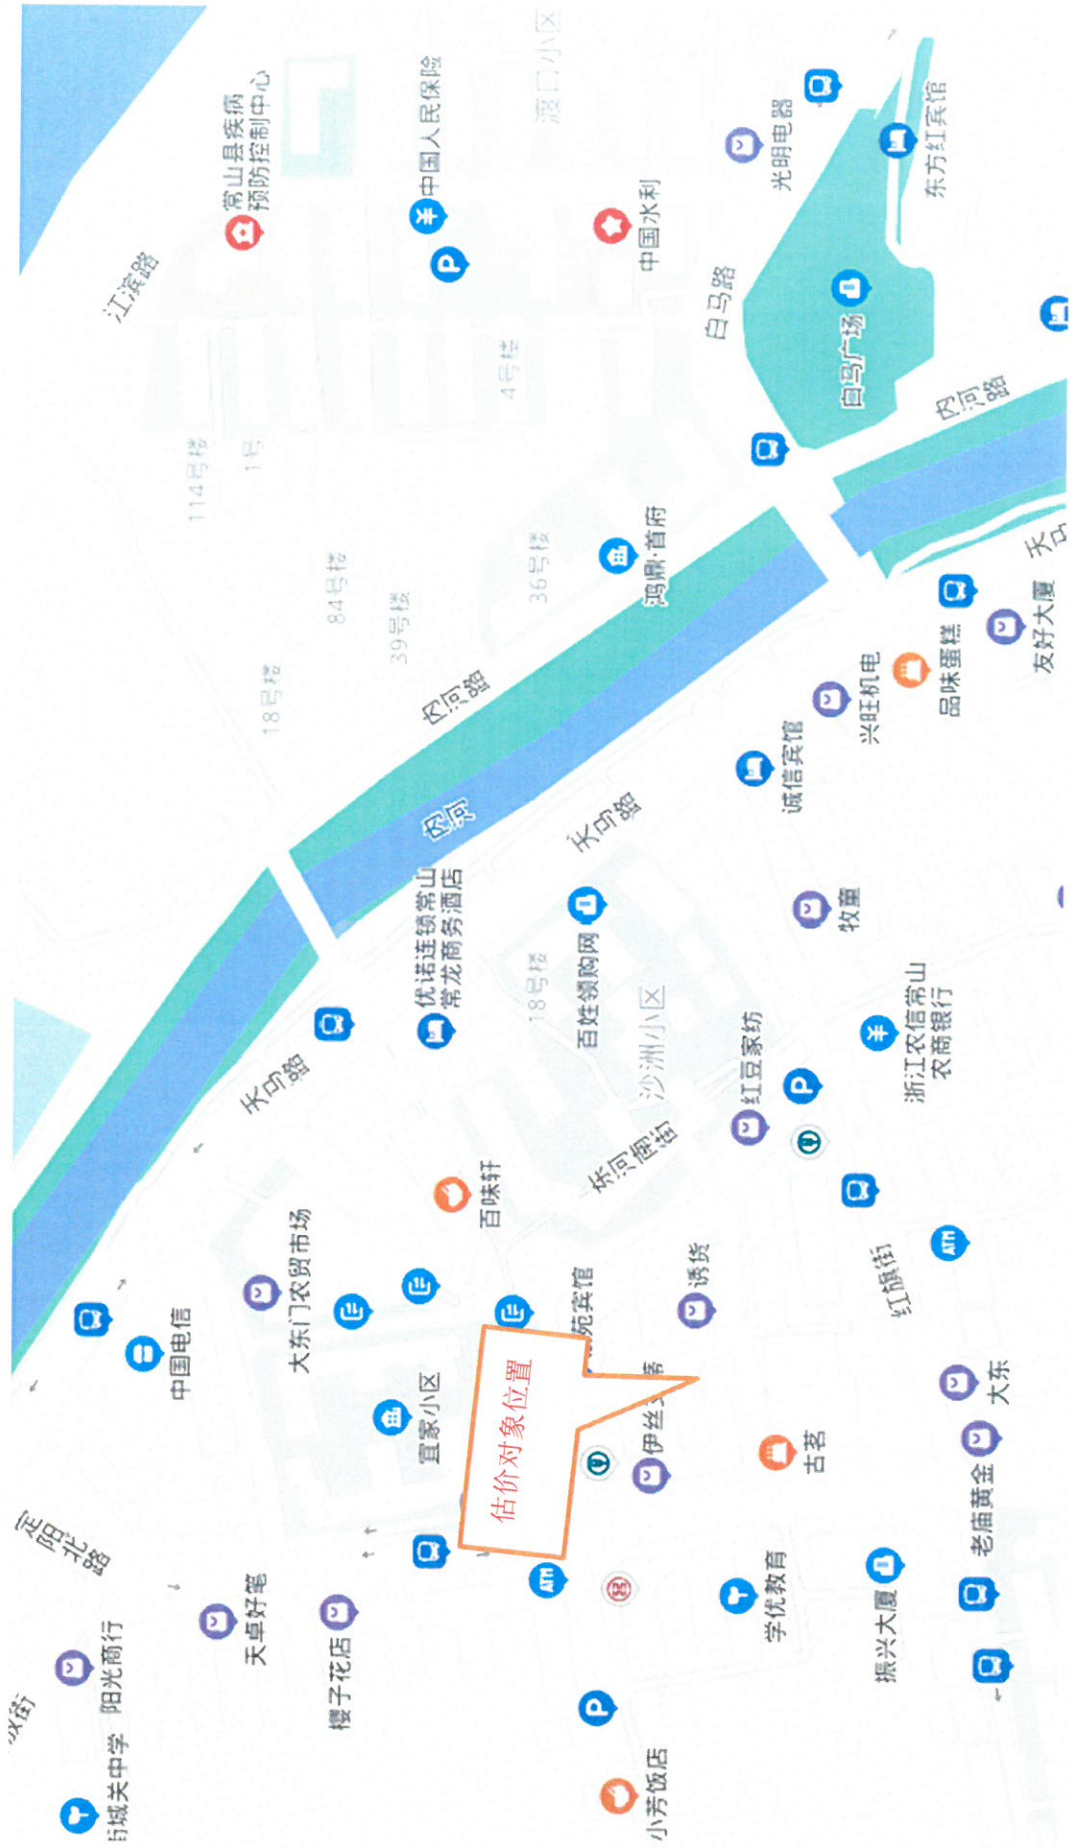 城关中学
阳光商行
定阳北路
天卓好笔
樱子花店
小芳饭店
中国电信
大东门农贸市场
宜家小区
估价对象位置
苑宾馆
伊丝
学优教育
古茗
振兴大厦
老庙黄金
大东
诱货
红旗街
百味轩
东河南街
天马路
优诺连锁常山
常龙商务酒店
18号楼
百姓领购网
沙洲小区
红豆家纺
浙江农信常山
农商银行
牧童
天马路
内河
内河路
诚信宾馆
兴旺机电
品味蛋糕
友好大厦
天马
18号楼
84号楼
39号楼
36号楼
鸿鼎·首府
114号楼
1号
4号楼
江滨路
常山县疾病
预防控制中心
中国人民保险
渡口小区
中国水利
白马路
白马广场
内河路
光明电器
东方红宾馆
P
P
P
ATM
ATM